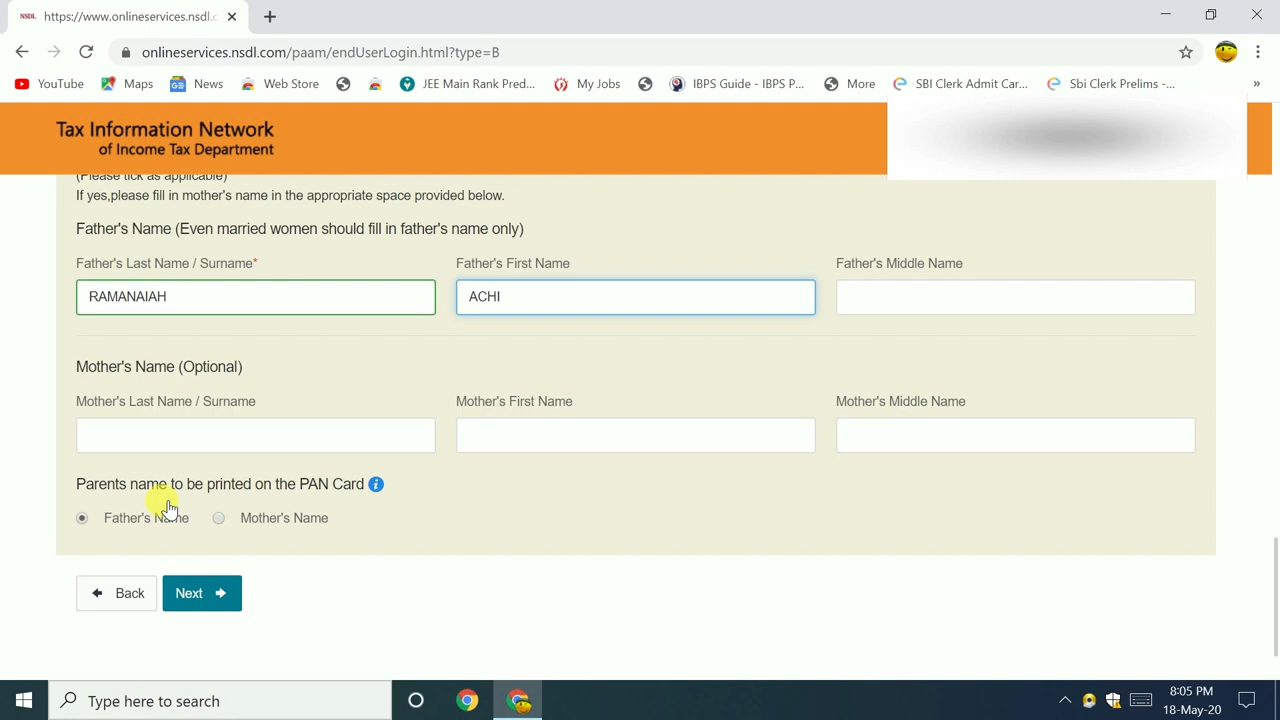 NSDL https://www.onlineservices.nsdl.c
onlineservices.nsdl.com/paam/endUserLogin.html?type=B
YouTube Maps News Web Store JEE Main Rank Pred... My Jobs IBPS Guide - IBPS P... More SBI Clerk Admit Car... Sbi Clerk Prelims -... »
Tax Information Network
of Income Tax Department
(Please tick as applicable)
If yes,please fill in mother's name in the appropriate space provided below.
Father's Name (Even married women should fill in father's name only)
Father's Last Name / Surname* Father's First Name Father's Middle Name
RAMANAIAH ACHI
Mother's Name (Optional)
Mother's Last Name / Surname Mother's First Name Mother's Middle Name
Parents name to be printed on the PAN Card i
Father's Name Mother's Name
Back Next
Type here to search 8:05 PM
18-May-20